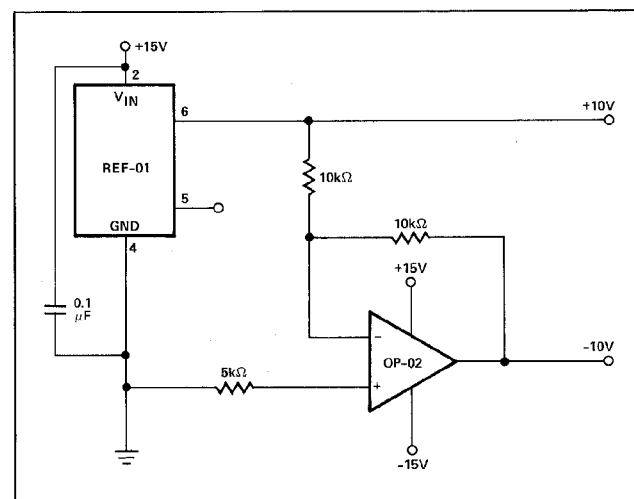 +15V
2
VIN
6
+10V
REF-01
10kΩ
5
10kΩ
GND
4
+15V
0.1
μF
−
OP-02
-10V
5kΩ
+
-15V